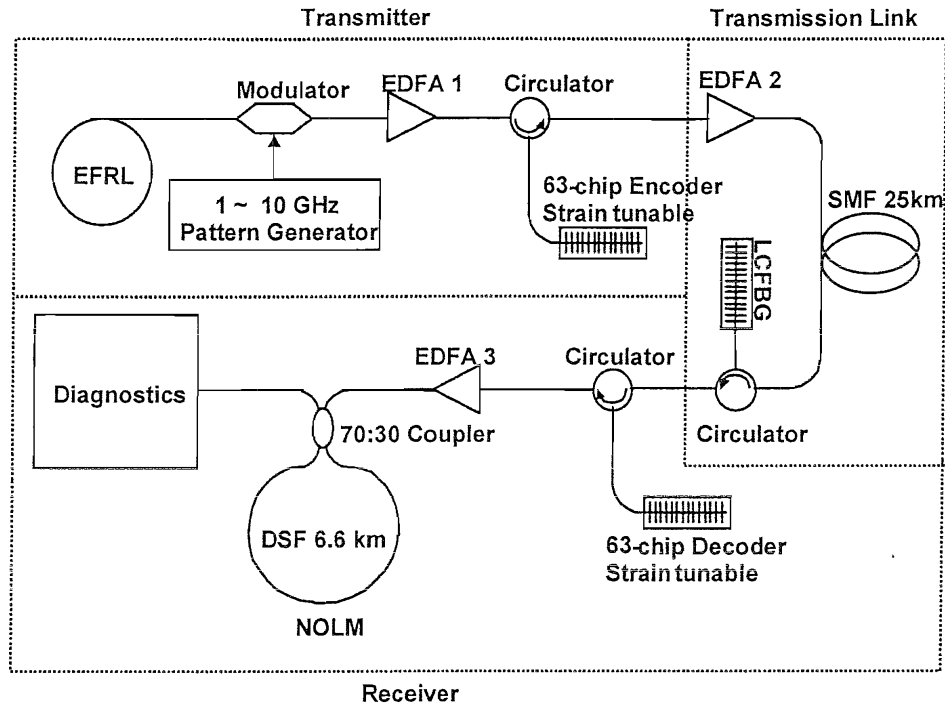 Transmitter
Transmission Link
Modulator
EDFA 1
Circulator
EDFA 2
EFRL
1 ~ 10 GHz
Pattern Generator
63-chip Encoder
Strain tunable
SMF 25km
LCFBG
Diagnostics
EDFA 3
Circulator
70:30 Coupler
Circulator
DSF 6.6 km
63-chip Decoder
Strain tunable
NOLM
Receiver